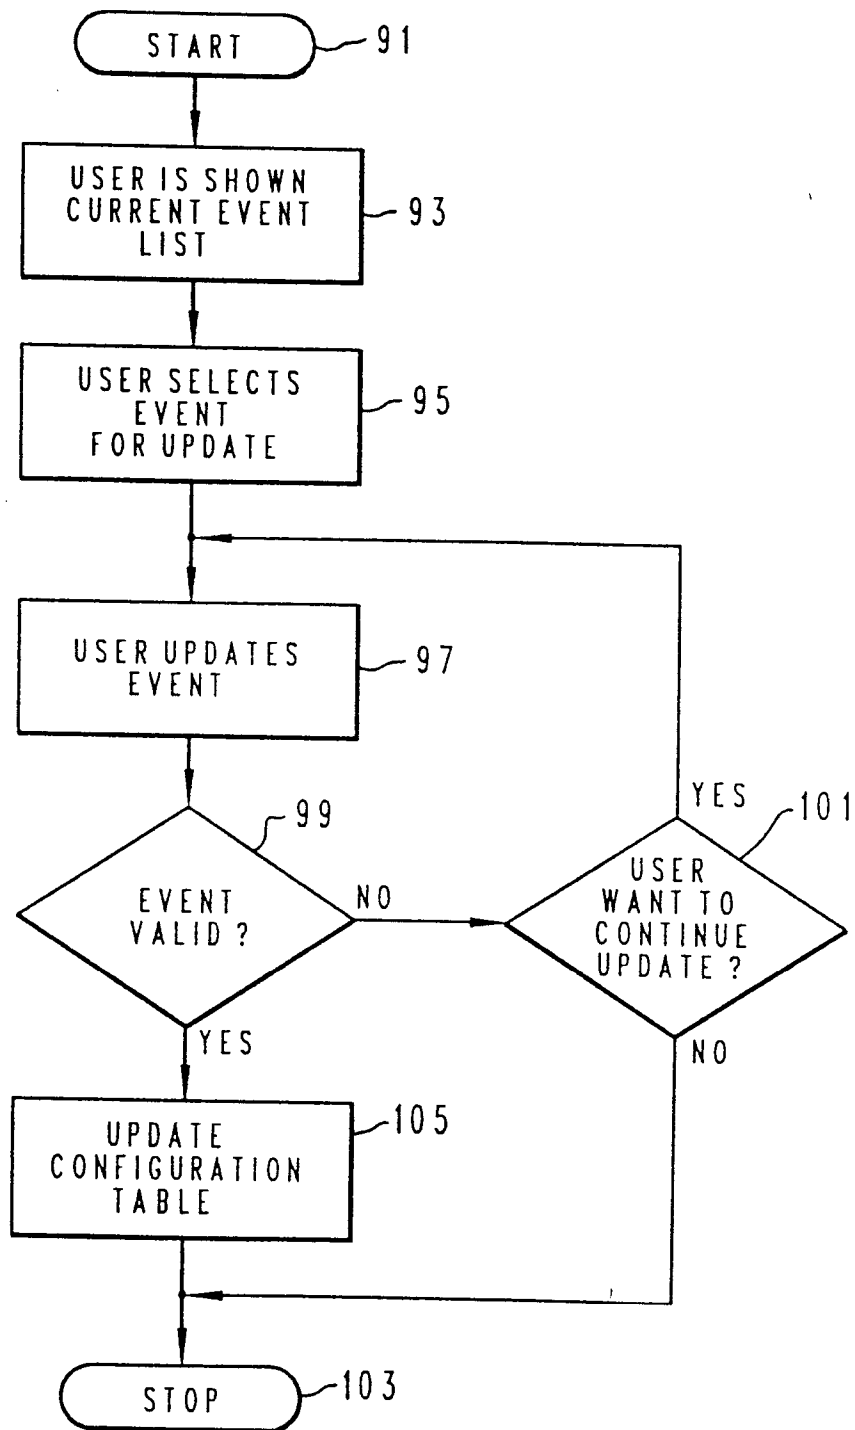 START
91
USER IS SHOWN
CURRENT EVENT
LIST
93
USER SELECTS
EVENT
FOR UPDATE
95
USER UPDATES
EVENT
97
99
EVENT
VALID ?
NO
YES
101
USER
WANT TO
CONTINUE
UPDATE ?
YES
NO
UPDATE
CONFIGURATION
TABLE
105
STOP
103